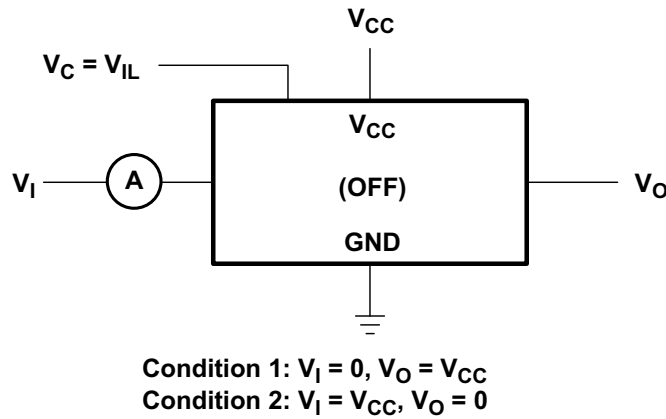 VCC
VC = VIL
VCC
VI
A
(OFF)
VO
GND
Condition 1: VI = 0, VO = VCC
Condition 2: VI = VCC, VO = 0